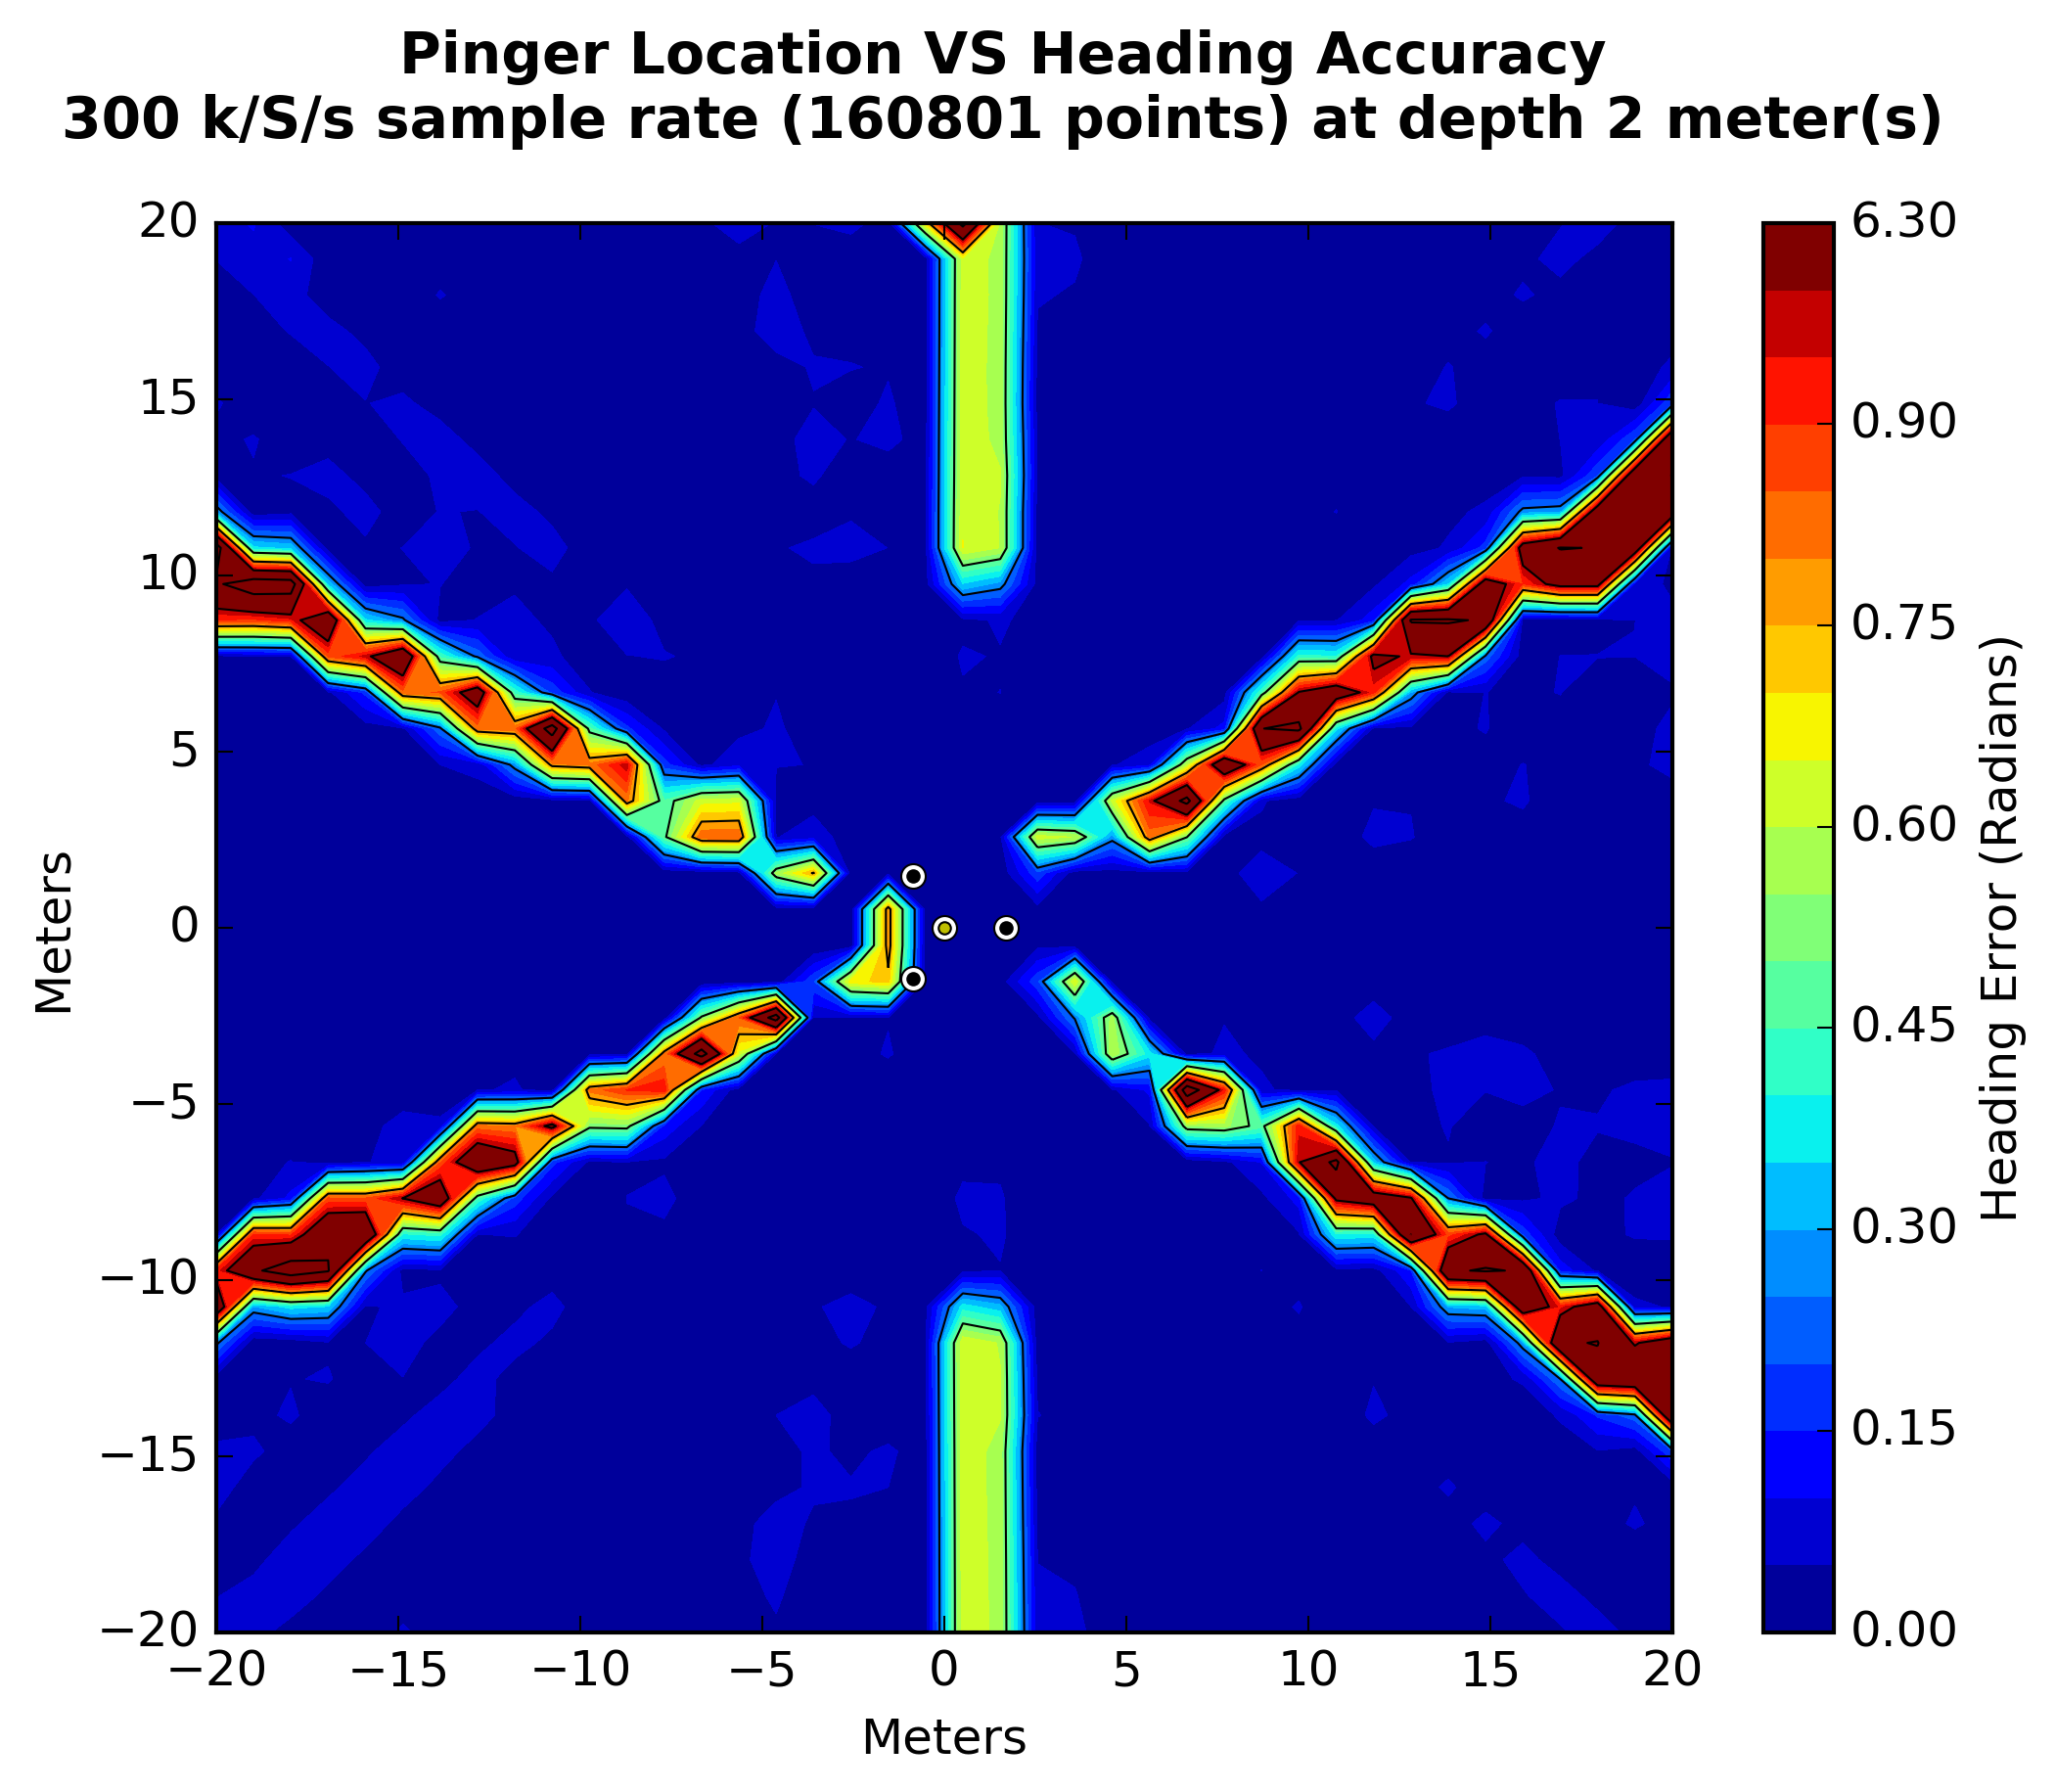 Pinger Location VS Heading Accuracy
300 k/S/s sample rate (160801 points) at depth 2 meter(s)
20
15
10
5
0
−5
−10
−15
−20
Meters
−20 −15 −10 −5 0 5 10 15 20
Meters
6.30
0.90
0.75
0.60
0.45
0.30
0.15
0.00
Heading Error (Radians)